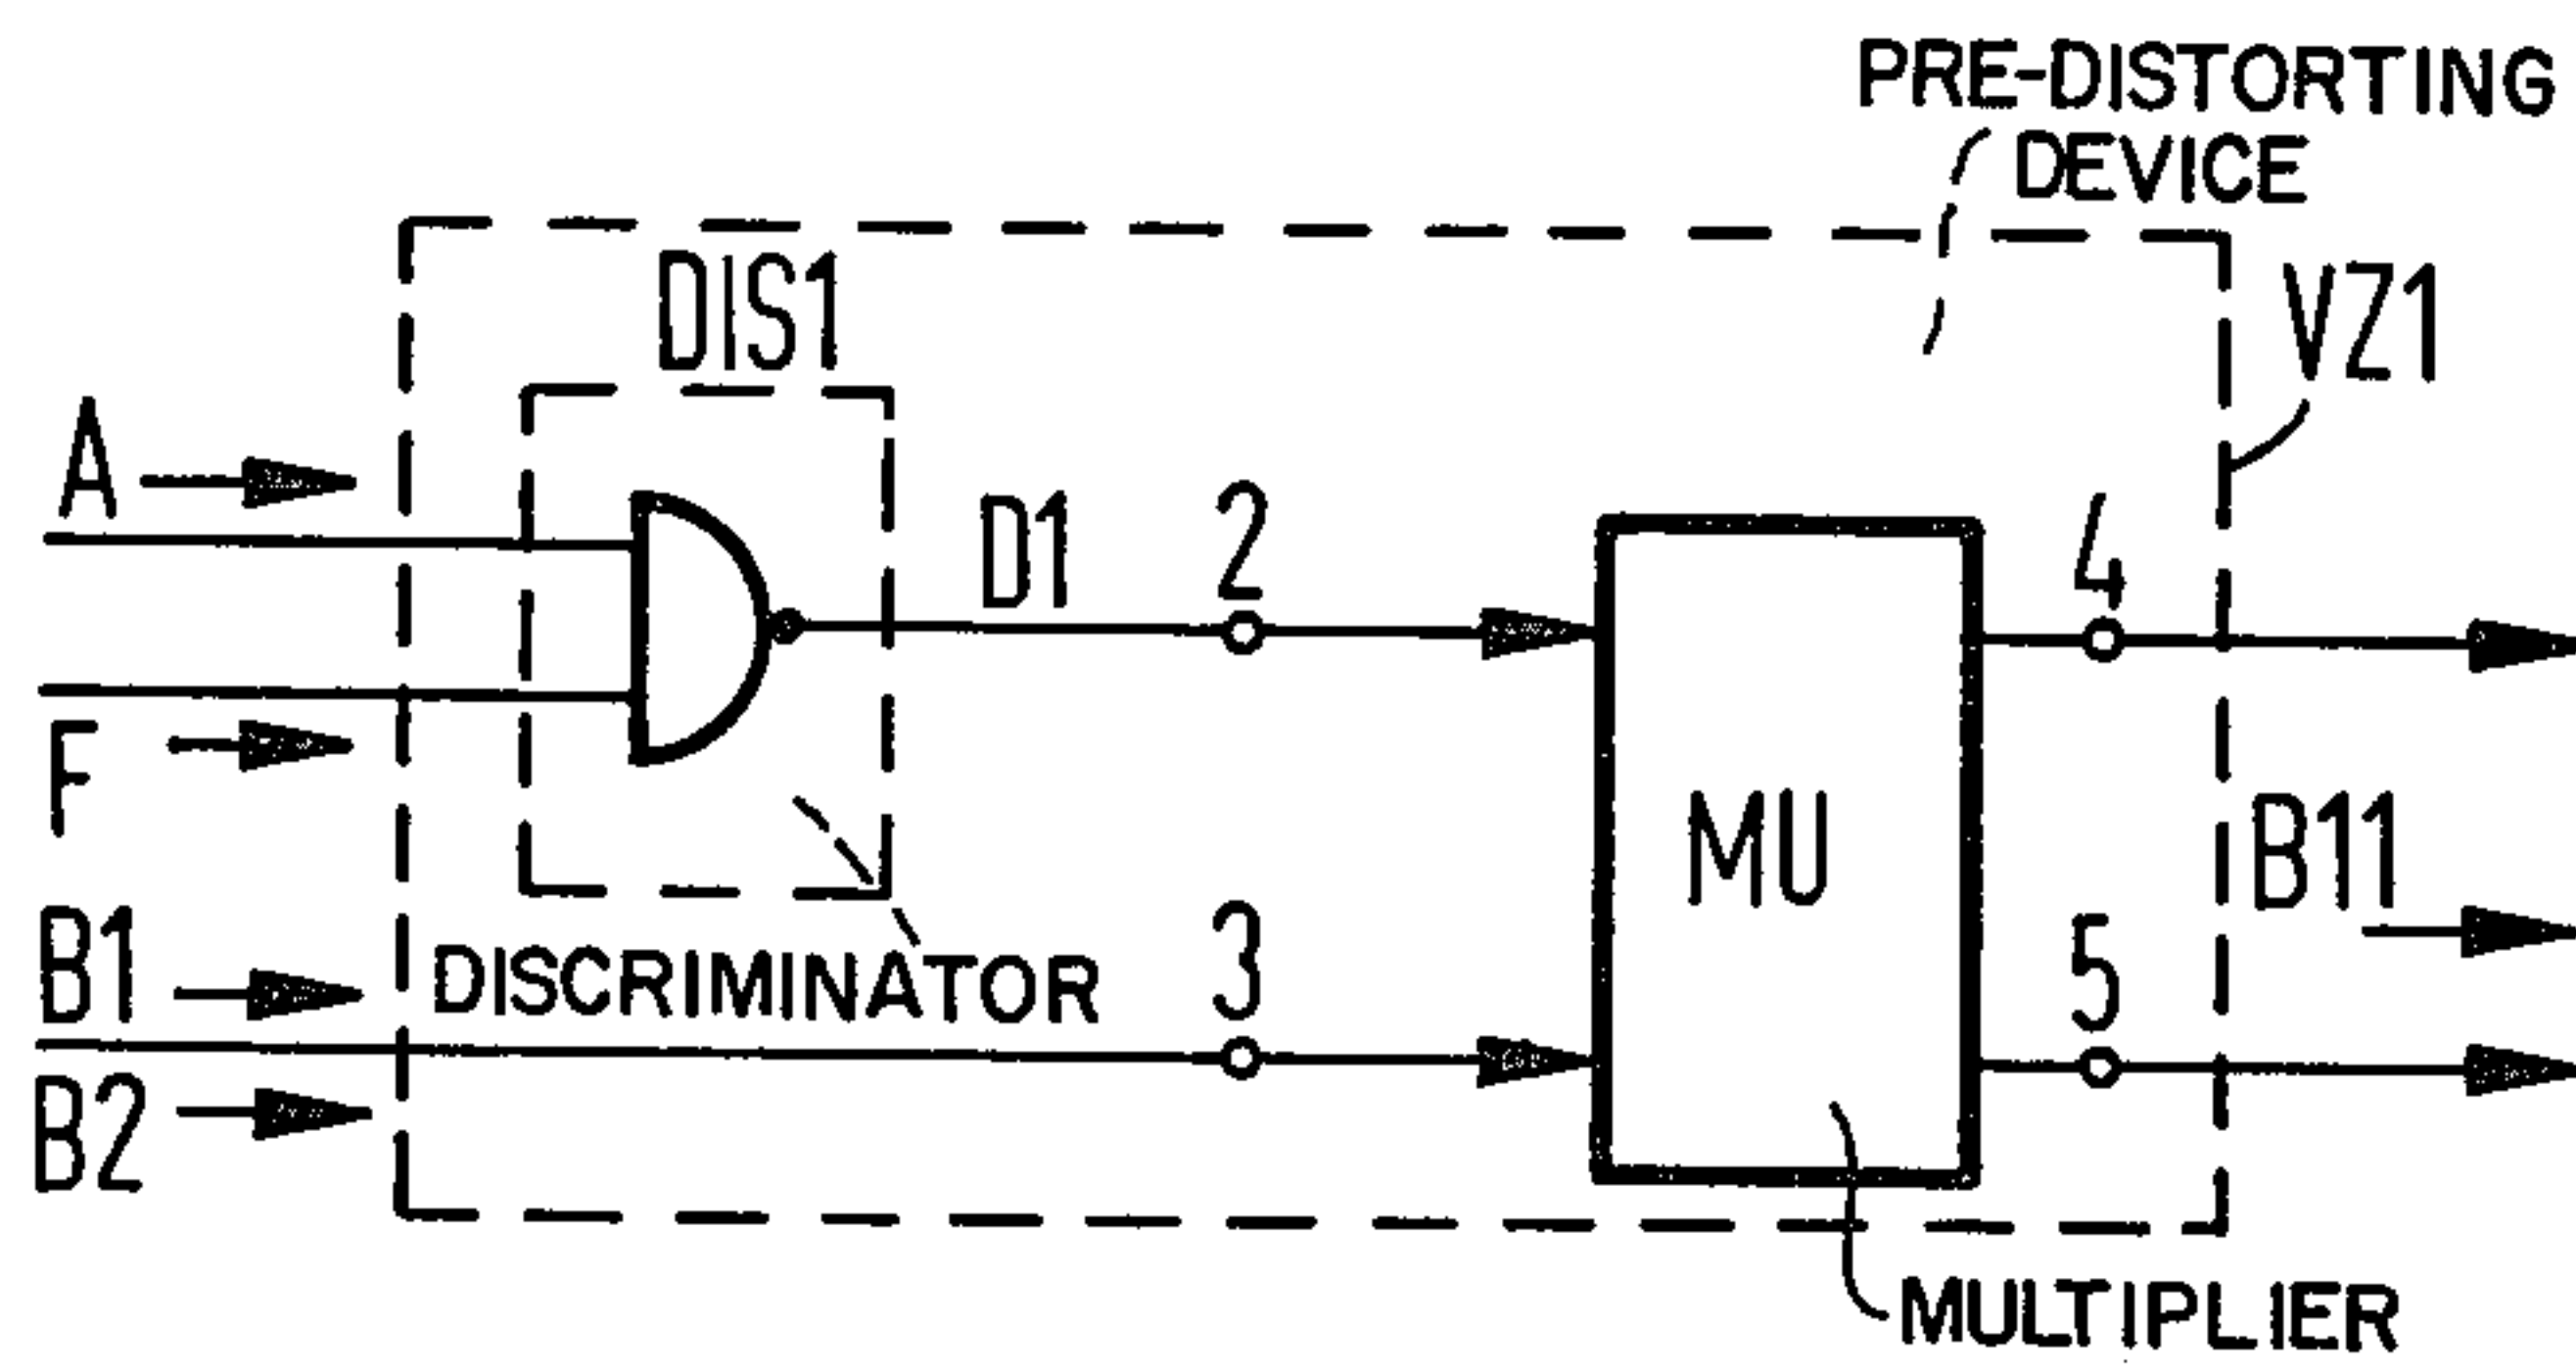 PRE-DISTORTING
DEVICE
DIS1
VZ1
A
D1
2
4
F
MU
B11
B1
3
5
DISCRIMINATOR
B2
MULTIPLIER